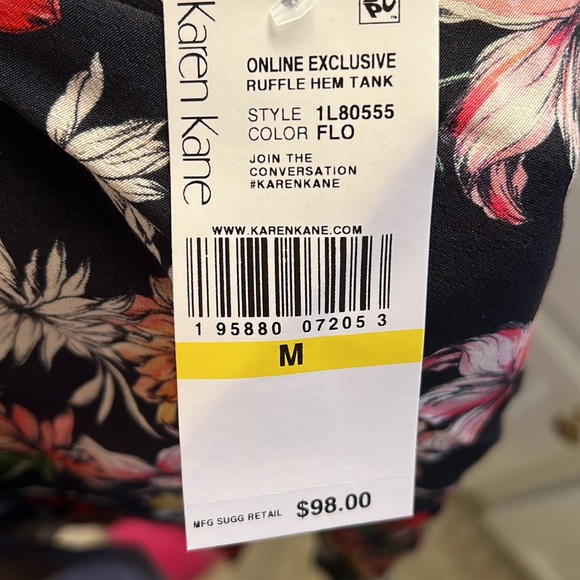 Karen Kane
ONLINE EXCLUSIVE
RUFFLE HEM TANK
STYLE 1L80555
COLOR FLO
JOIN THE
CONVERSATION
#KARENKANE
WWW.KARENKANE.COM
1 95880 07205 3
M
MFG SUGG RETAIL $98.00